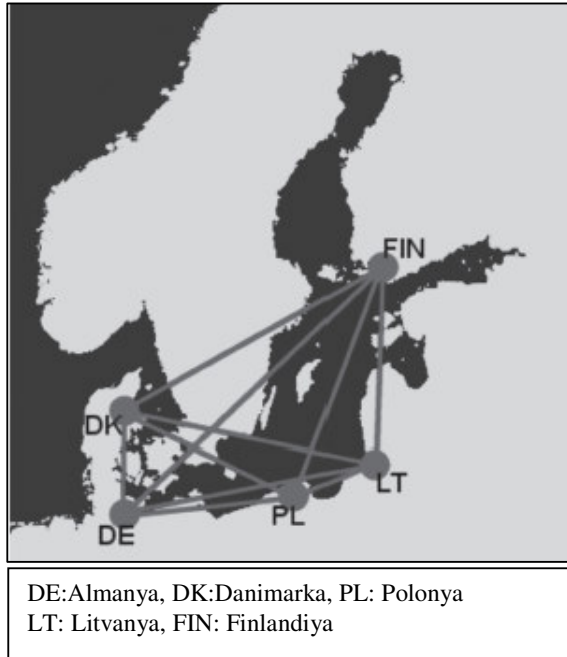 FIN
DK
LT
PL
DE
DE:Almanya, DK:Danimarka, PL: Polonya
LT: Litvanya, FIN: Finlandiya